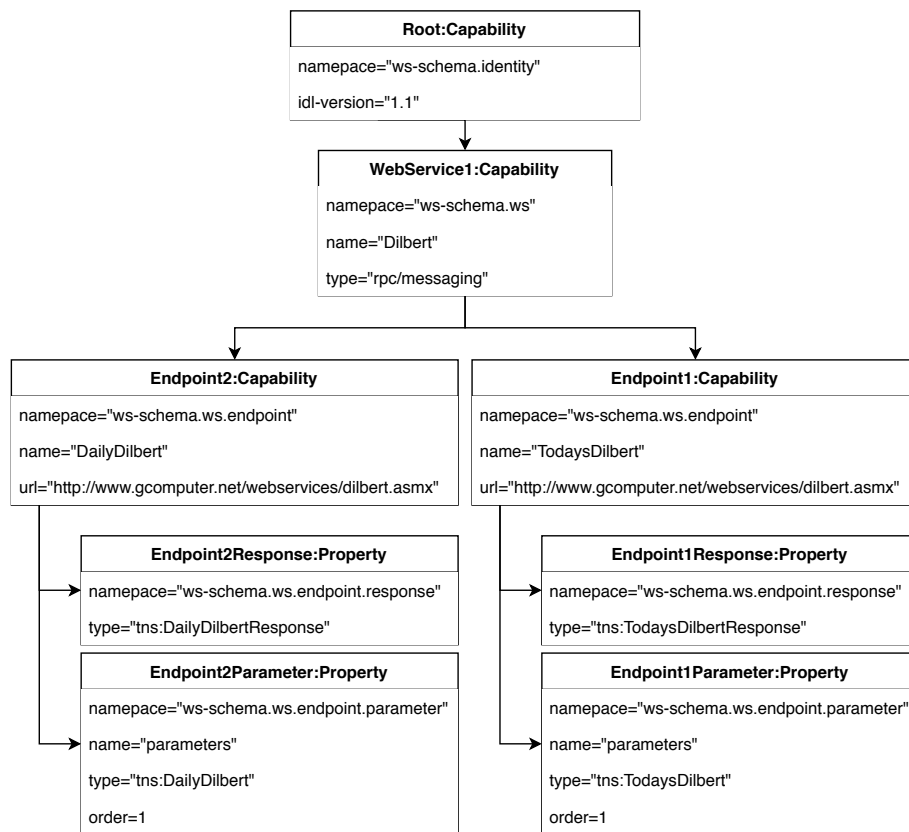 Root:Capability
namepace="ws-schema.identity"
idl-version="1.1"
WebService1:Capability
namepace="ws-schema.ws"
name="Dilbert"
type="rpc/messaging"
Endpoint2:Capability
namepace="ws-schema.ws.endpoint"
name="DailyDilbert"
url="http://www.gcomputer.net/webservices/dilbert.asmx"
Endpoint1:Capability
namepace="ws-schema.ws.endpoint"
name="TodaysDilbert"
url="http://www.gcomputer.net/webservices/dilbert.asmx"
Endpoint2Response:Property
namepace="ws-schema.ws.endpoint.response"
type="tns:DailyDilbertResponse"
Endpoint1Response:Property
namepace="ws-schema.ws.endpoint.response"
type="tns:TodaysDilbertResponse"
Endpoint2Parameter:Property
namepace="ws-schema.ws.endpoint.parameter"
name="parameters"
type="tns:DailyDilbert"
order=1
Endpoint1Parameter:Property
namepace="ws-schema.ws.endpoint.parameter"
name="parameters"
type="tns:TodaysDilbert"
order=1